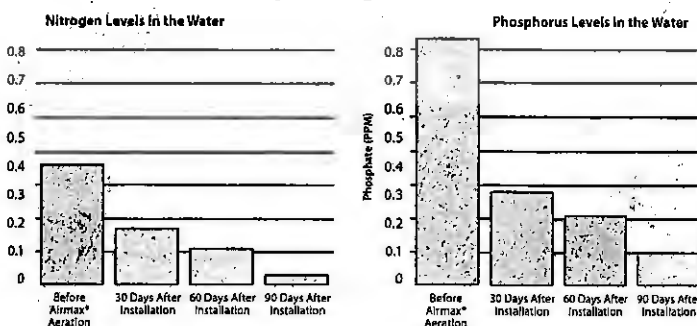 Nitrogen Levels in the Water
0.8
0.7
0.6
0.5
0.4
0.3
0.2
0.1
0
Before
Airmax®
Aeration
30 Days After
Installation
60 Days After
Installation
90 Days After
Installation
Phosphorus Levels in the Water
Phosphate (PPM)
0.8
0.7
0.6
0.5
0.4
0.3
0.2
0.1
0
Before
Airmax®
Aeration
30 Days After
Installation
60 Days After
Installation
90 Days After
Installation